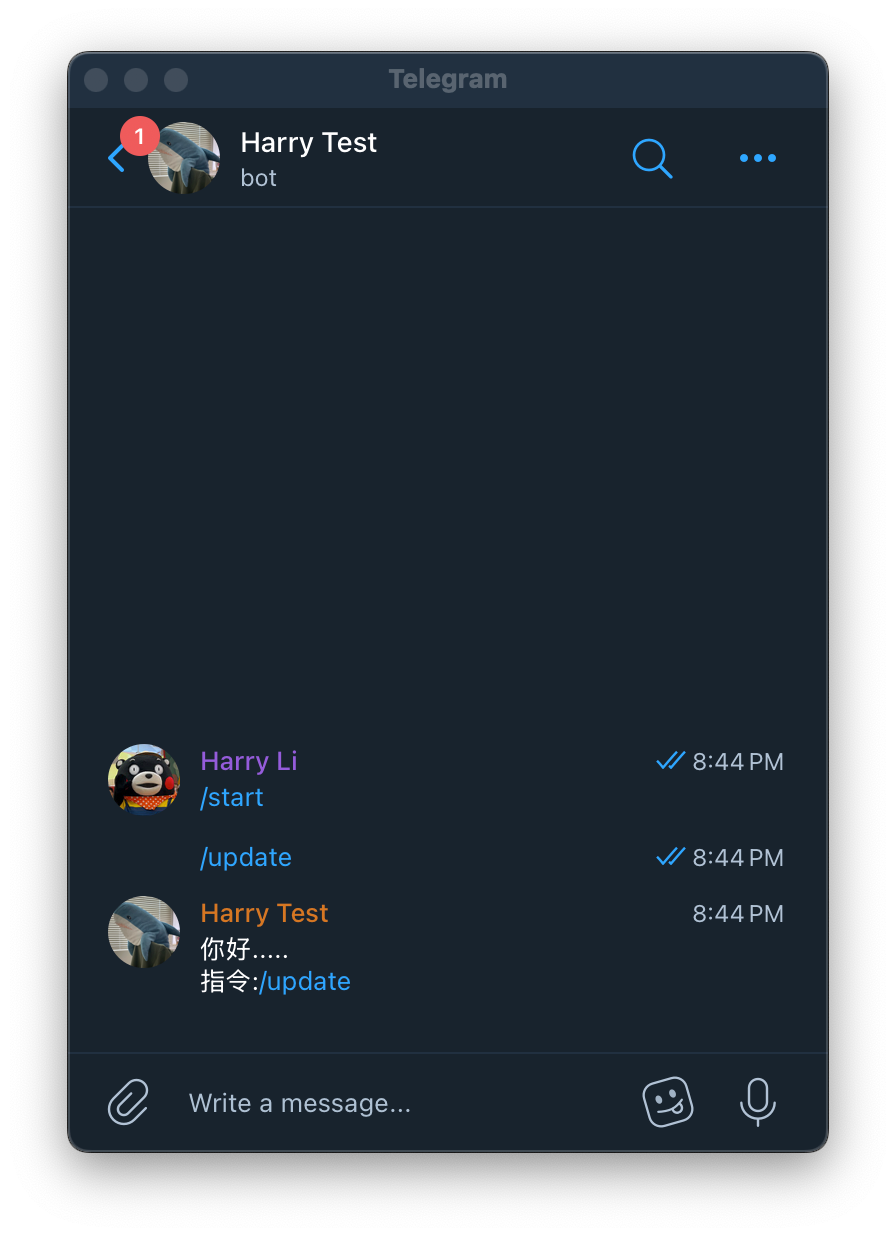 Telegram
1
Harry Test
bot
Harry Li
8:44 PM
/start
/update
8:44 PM
Harry Test
8:44 PM
你好.....
指令:/update
Write a message...